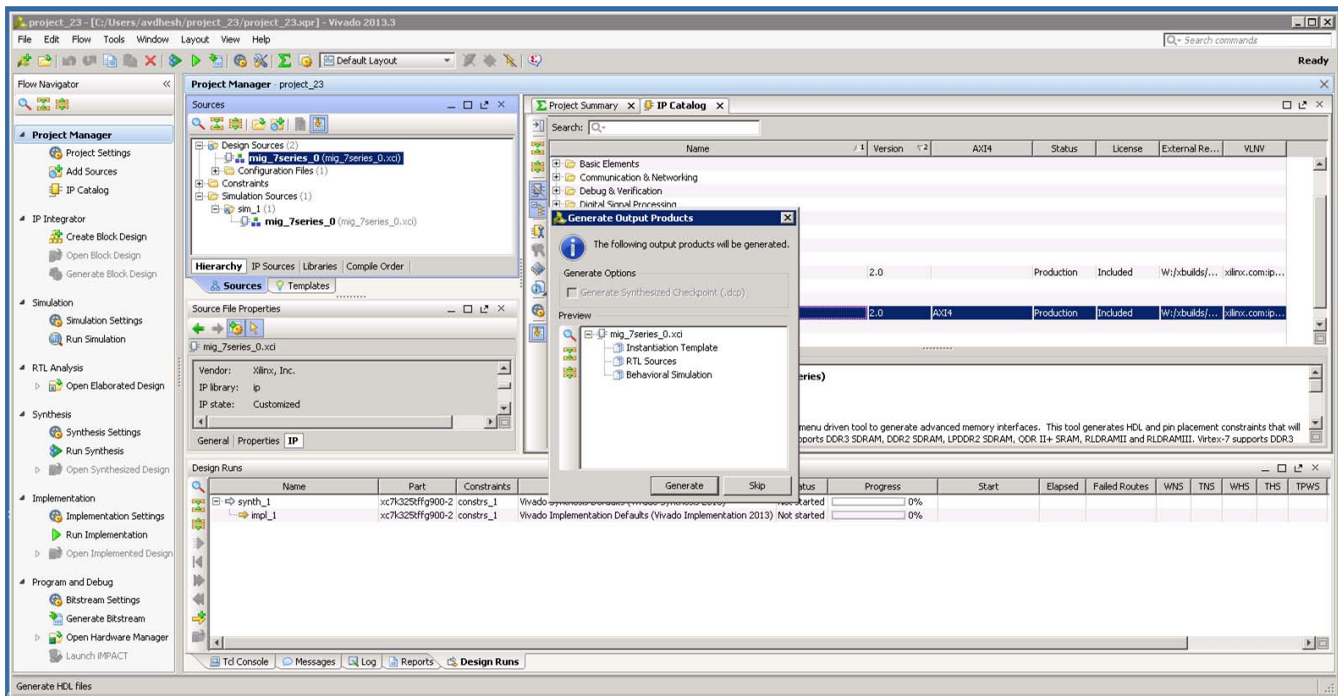 project_23 - [C:/Users/avdhesh/project_23/project_23.xpr] - Vivado 2013.3
File Edit Flow Tools Window Layout View Help
Search commands
Default Layout
Ready
Flow Navigator
Project Manager
Project Settings
Add Sources
IP Catalog
IP Integrator
Create Block Design
Open Block Design
Generate Block Design
Simulation
Simulation Settings
Run Simulation
RTL Analysis
Open Elaborated Design
Synthesis
Synthesis Settings
Run Synthesis
Open Synthesized Design
Implementation
Implementation Settings
Run Implementation
Open Implemented Design
Program and Debug
Bitstream Settings
Generate Bitstream
Open Hardware Manager
Launch iMPACT
Project Manager - project_23
Sources
Design Sources (2)
mig_7series_0 (mig_7series_0.xci)
Configuration Files (1)
Constraints
Simulation Sources (1)
sim_1 (1)
mig_7series_0 (mig_7series_0.xci)
Hierarchy IP Sources Libraries Compile Order
Sources Templates
Source File Properties
mig_7series_0.xci
Vendor: Xilinx, Inc.
IP library: ip
IP state: Customized
General Properties IP
Project Summary IP Catalog
Search:
Name 1 Version 2 AXI4 Status License External Re... VLNV
Basic Elements
Communication & Networking
Debug & Verification
Digital Signal Processing
2.0 Production Included W:/xbuilds/... xilinx.com:ip...
2.0 AXI4 Production Included W:/xbuilds/... xilinx.com:ip...
eries)
menu driven tool to generate advanced memory interfaces. This tool generates HDL and pin placement constraints that will
pports DDR3 SDRAM, DDR2 SDRAM, LPDDR2 SDRAM, QDR II+ SRAM, RLDRAMII and RLDRAMIII. Virtex-7 supports DDR3
Generate Output Products
The following output products will be generated.
Generate Options
Generate Synthesized Checkpoint (.dcp)
Preview
mig_7series_0.xci
Instantiation Template
RTL Sources
Behavioral Simulation
Generate Skip
Design Runs
Name Part Constraints atus Progress Start Elapsed Failed Routes WNS TNS WHS THS TPWS
synth_1 xc7k325tffg900-2 constrs_1 Vivado Synthesis Defaults (Vivado Synthesis 2013) Not started 0%
impl_1 xc7k325tffg900-2 constrs_1 Vivado Implementation Defaults (Vivado Implementation 2013) Not started 0%
Tcl Console Messages Log Reports Design Runs
Generate HDL files